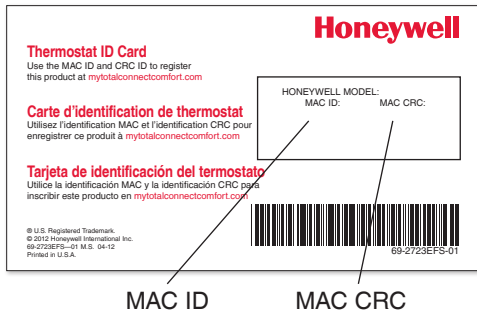 Honeywell
Thermostat ID Card
Use the MAC ID and CRC ID to register
this product at mytotalconnectcomfort.com
HONEYWELL MODEL:
MAC ID: MAC CRC:
Carte d'identification de thermostat
Utilisez l'identification MAC et l'identification CRC pour
enregistrer ce produit à mytotalconnectcomfort.com
Tarjeta de identificación del termostato
Utilice la identificación MAC y la identificación CRC para
inscribir este producto en mytotalconnectcomfort.com
® U.S. Registered Trademark.
© 2012 Honeywell International Inc.
69-2723EFS—01 M.S. 04-12
Printed in U.S.A.
69-2723EFS-01
MAC ID MAC CRC